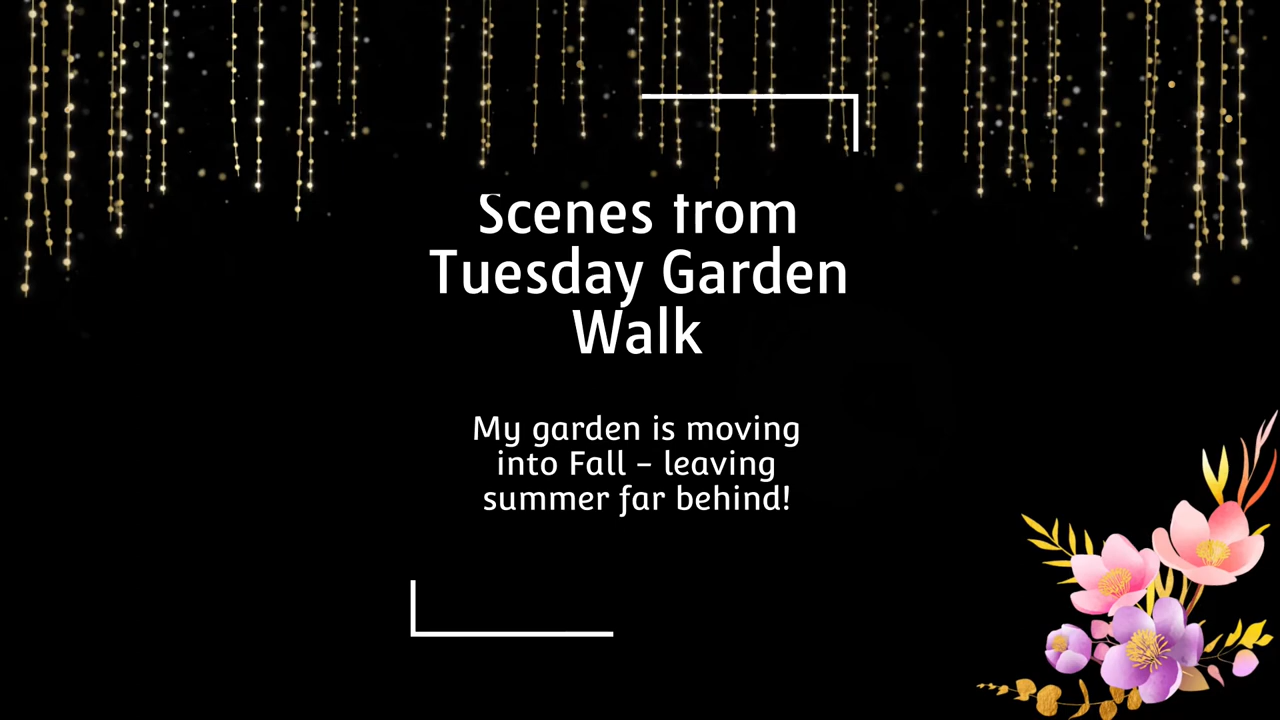 Scenes from
Tuesday Garden
Walk
My garden is moving
into Fall – leaving
summer far behind!